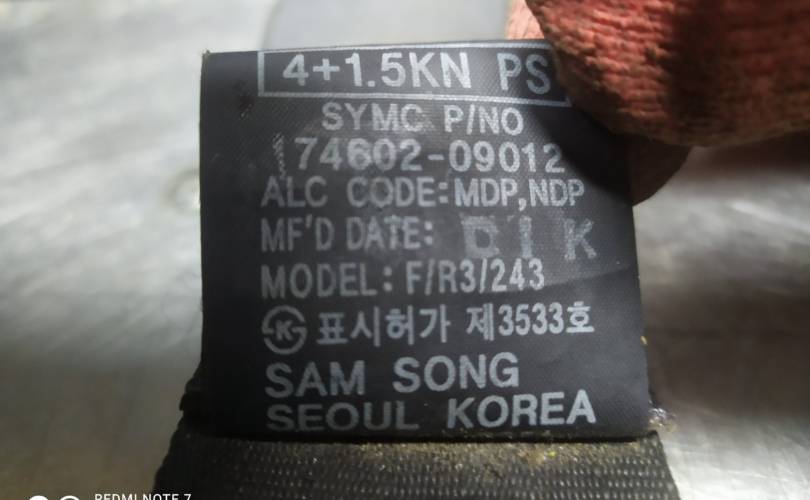 4+1.5KN PS
SYMC P/NO
74602-09012
ALC CODE:MDP,NDP
MF'D DATE: D1K
MODEL: F/R3/243
K 표시허가 제3533호
SAM SONG
SEOUL KOREA
REDMI NOTE 7